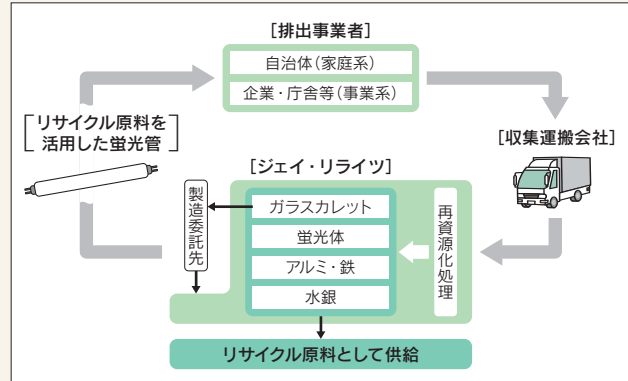 [排出事業者]
自治体(家庭系)
企業・庁舎等(事業系)
[リサイクル原料を
活用した蛍光管]
[収集運搬会社]
[ジェイ・リライツ]
製造委託先
ガラスカレット
蛍光体
アルミ・鉄
水銀
再資源化処理
リサイクル原料として供給